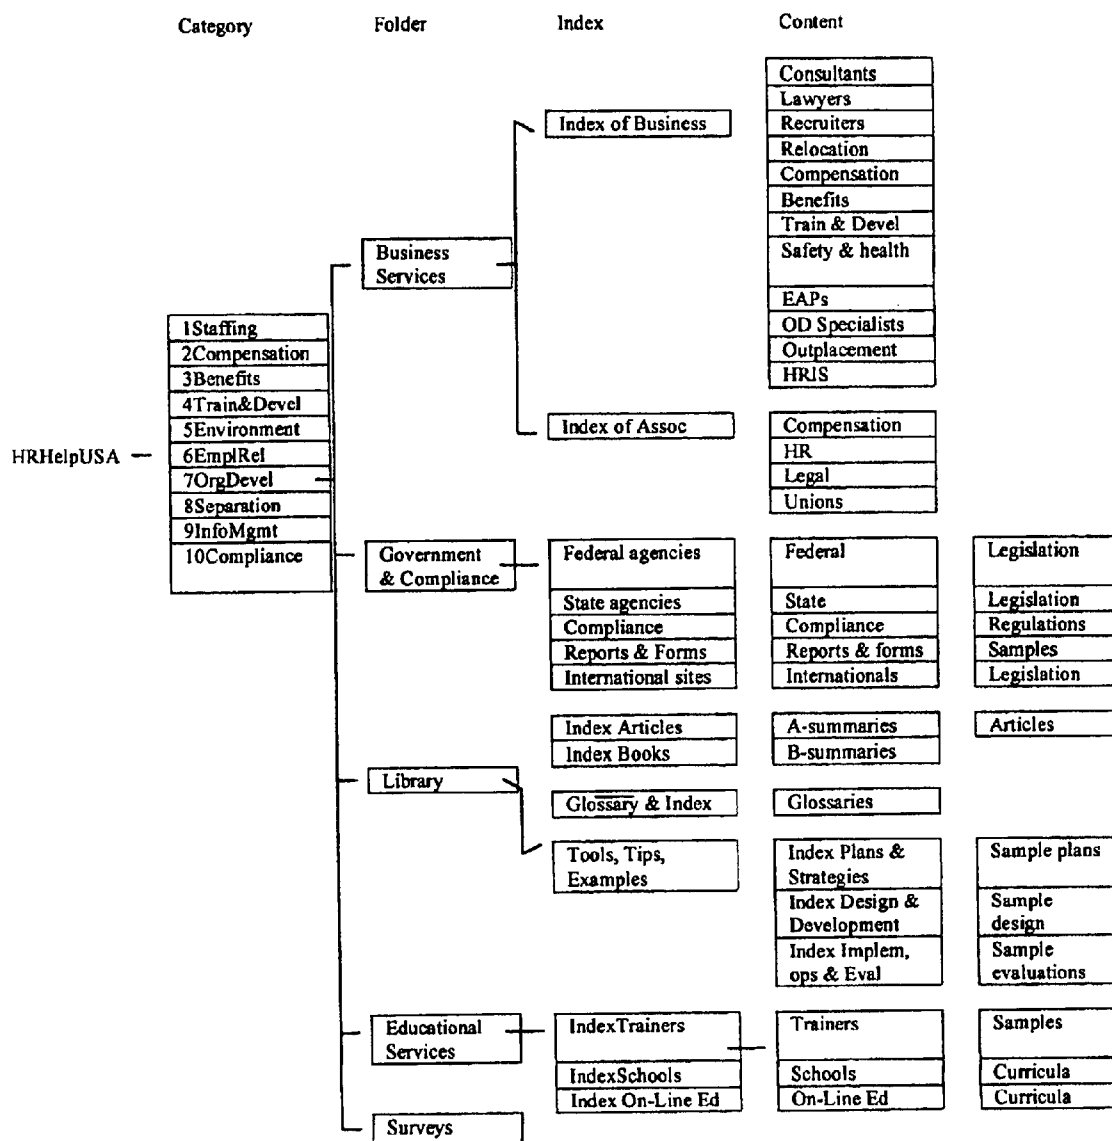 Category Folder Index Content
Consultants
Lawyers
Index of Business
Recruiters
Relocation
Compensation
Benefits
Train & Devel
Business
Services
Safety & health
EAPs
OD Specialists
Outplacement
HRIS
Index of Assoc
Compensation
HR
Legal
Unions
HRHelpUSA
1Staffing
2Compensation
3Benefits
4Train&Devel
5Environment
6EmplRel
7OrgDevel
8Separation
9InfoMgmt
10Compliance
Government
& Compliance
Federal agencies
Federal
Legislation
State agencies
State
Legislation
Compliance
Compliance
Regulations
Reports & Forms
Reports & forms
Samples
International sites
Internationals
Legislation
Library
Index Articles
A-summaries
Articles
Index Books
B-summaries
Glossary & Index
Glossaries
Tools, Tips,
Examples
Index Plans &
Strategies
Sample plans
Index Design &
Development
Sample
design
Index Implem,
ops & Eval
Sample
evaluations
Educational
Services
IndexTrainers
Trainers
Samples
IndexSchools
Schools
Curricula
Index On-Line Ed
On-Line Ed
Curricula
Surveys